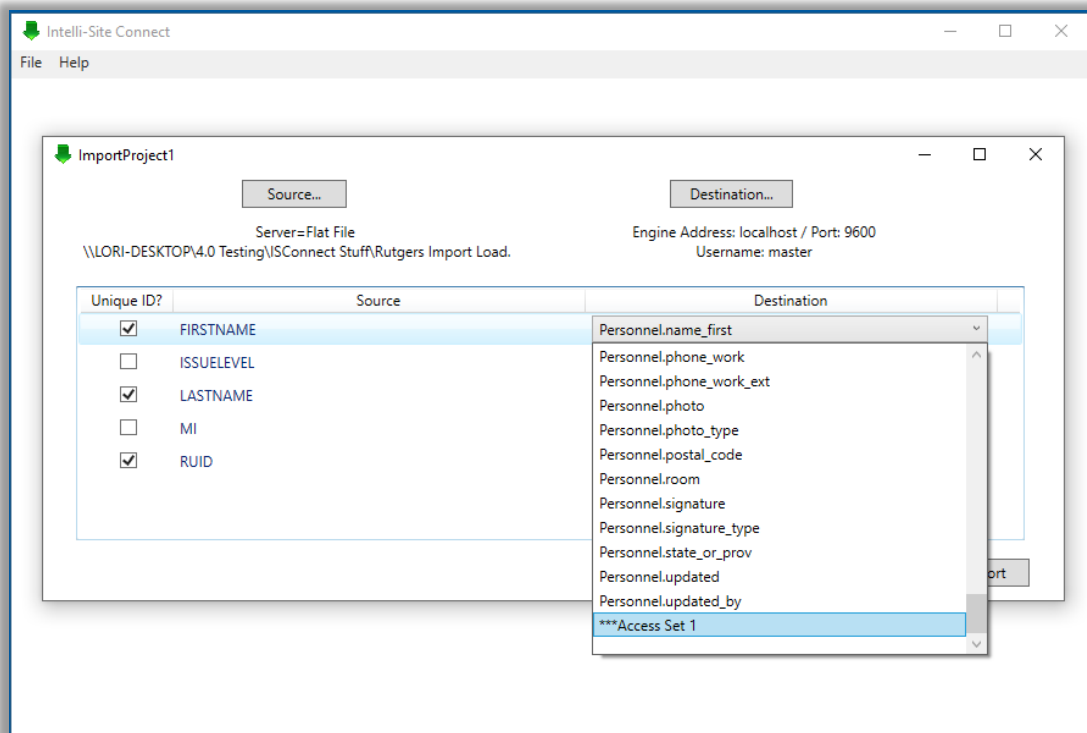 Intelli-Site Connect
File Help
ImportProject1
Source... Destination...
Server=Flat File Engine Address: localhost / Port: 9600
\\LORI-DESKTOP\4.0 Testing\ISConnect Stuff\Rutgers Import Load. Username: master
Unique ID? Source Destination
FIRSTNAME Personnel.name_first
ISSUELEVEL Personnel.phone_work
Personnel.phone_work_ext
LASTNAME Personnel.photo
MI Personnel.photo_type
RUID Personnel.postal_code
Personnel.room
Personnel.signature
Personnel.signature_type
Personnel.state_or_prov
Personnel.updated
ort
Personnel.updated_by
***Access Set 1